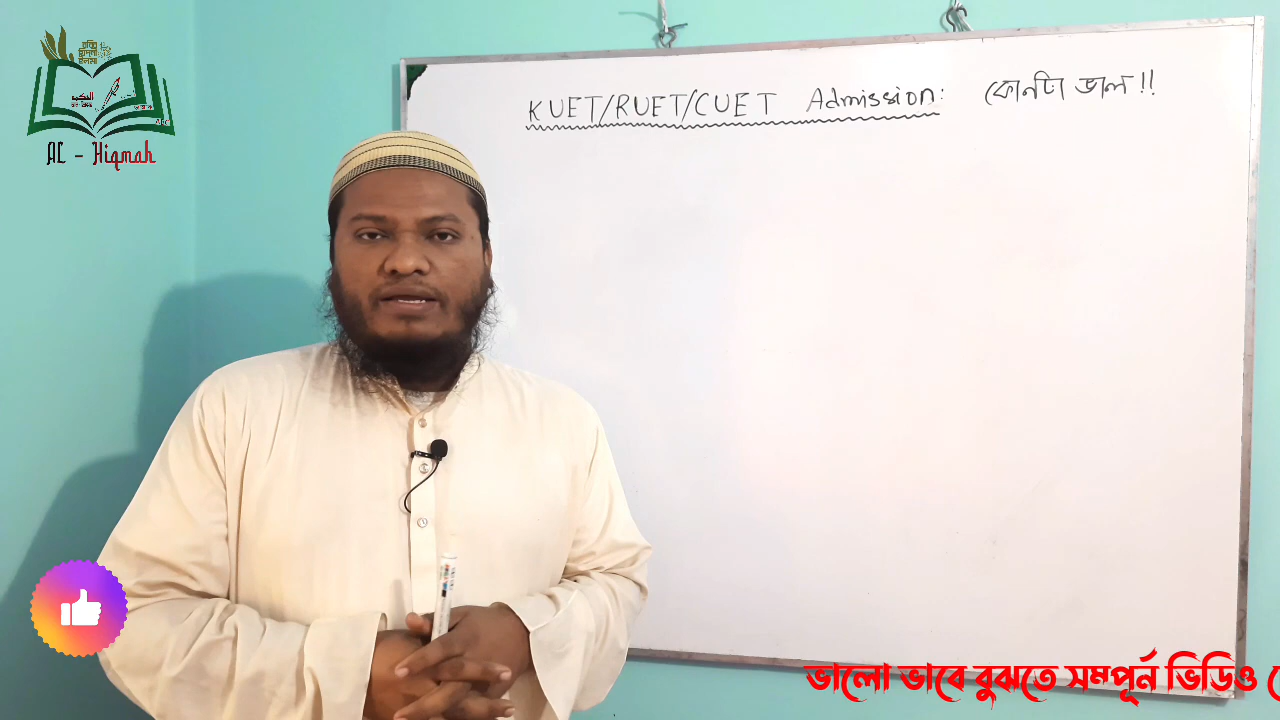 AL - Hiqmah
KUET/RUET/CUET Admission: কোনটা ভাল !!
ভালো ভাবে বুঝতে সম্পূর্ন ভিডিও